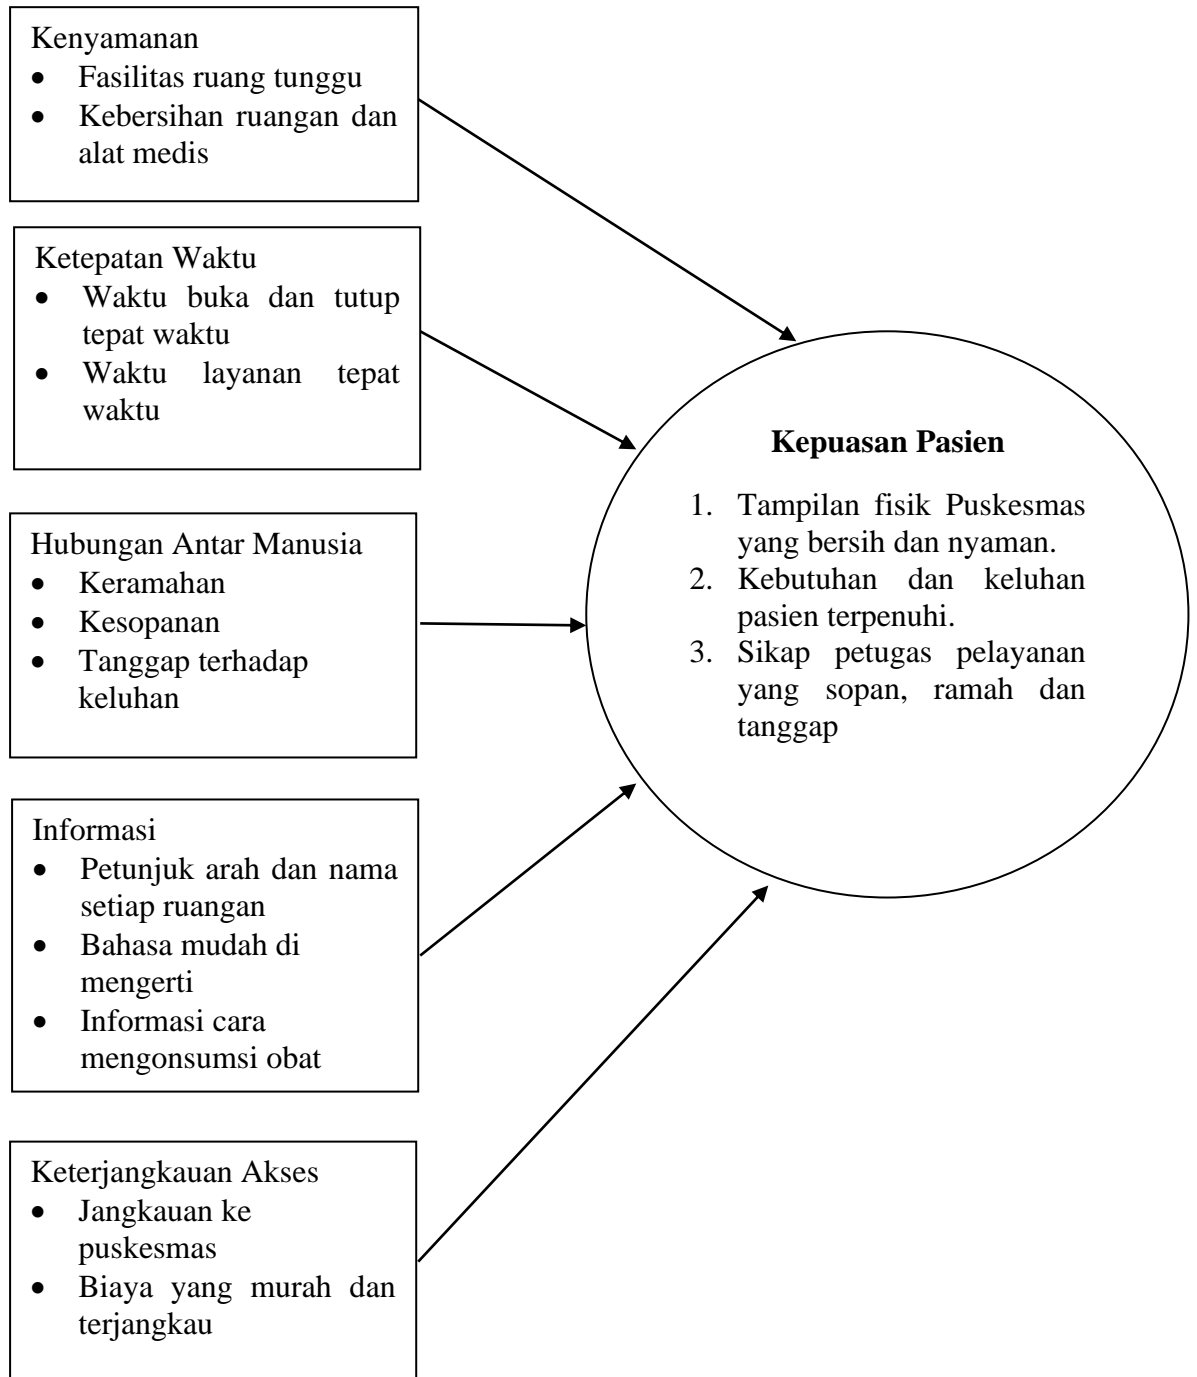 Kenyamanan
• Fasilitas ruang tunggu
• Kebersihan ruangan dan
alat medis
Ketepatan Waktu
• Waktu buka dan tutup
tepat waktu
• Waktu layanan tepat
waktu
Hubungan Antar Manusia
• Keramahan
• Kesopanan
• Tanggap terhadap
keluhan
Informasi
• Petunjuk arah dan nama
setiap ruangan
• Bahasa mudah di
mengerti
• Informasi cara
mengonsumsi obat
Keterjangkauan Akses
• Jangkauan ke
puskesmas
• Biaya yang murah dan
terjangkau
Kepuasan Pasien
1. Tampilan fisik Puskesmas
yang bersih dan nyaman.
2. Kebutuhan dan keluhan
pasien terpenuhi.
3. Sikap petugas pelayanan
yang sopan, ramah dan
tanggap